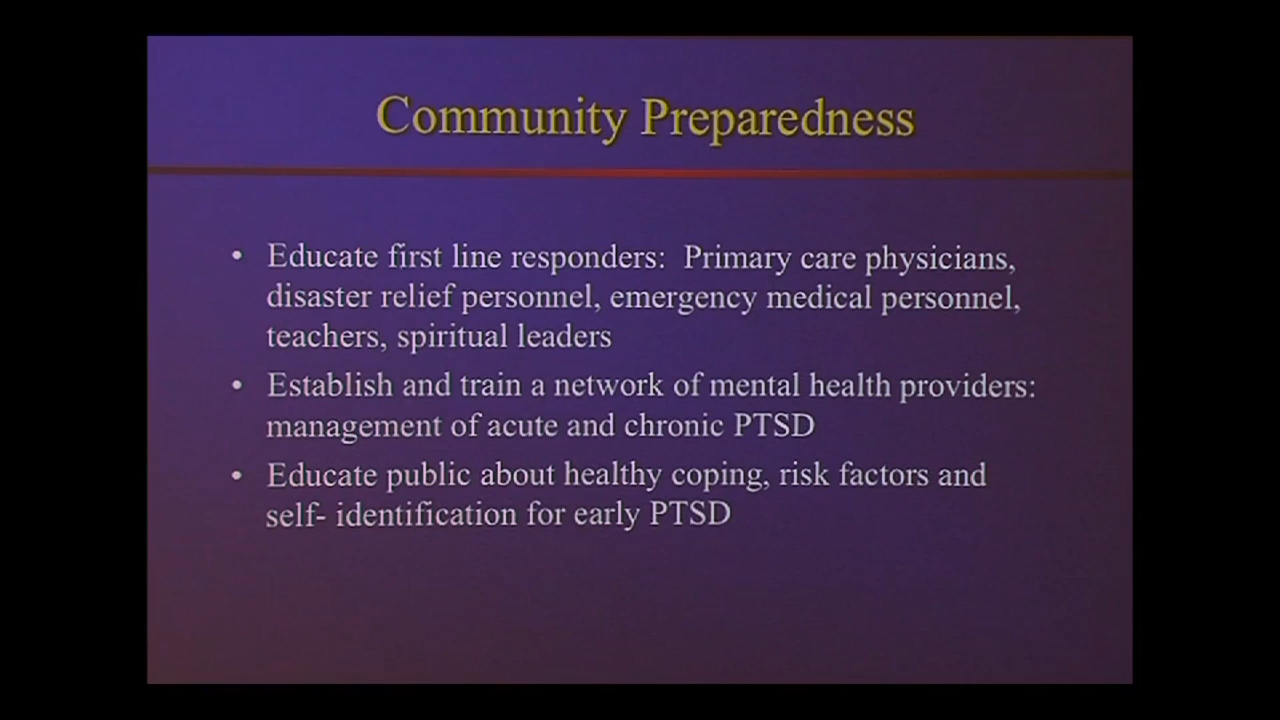 Community Preparedness
• Educate first line responders: Primary care physicians,
disaster relief personnel, emergency medical personnel,
teachers, spiritual leaders
• Establish and train a network of mental health providers:
management of acute and chronic PTSD
• Educate public about healthy coping, risk factors and
self- identification for early PTSD